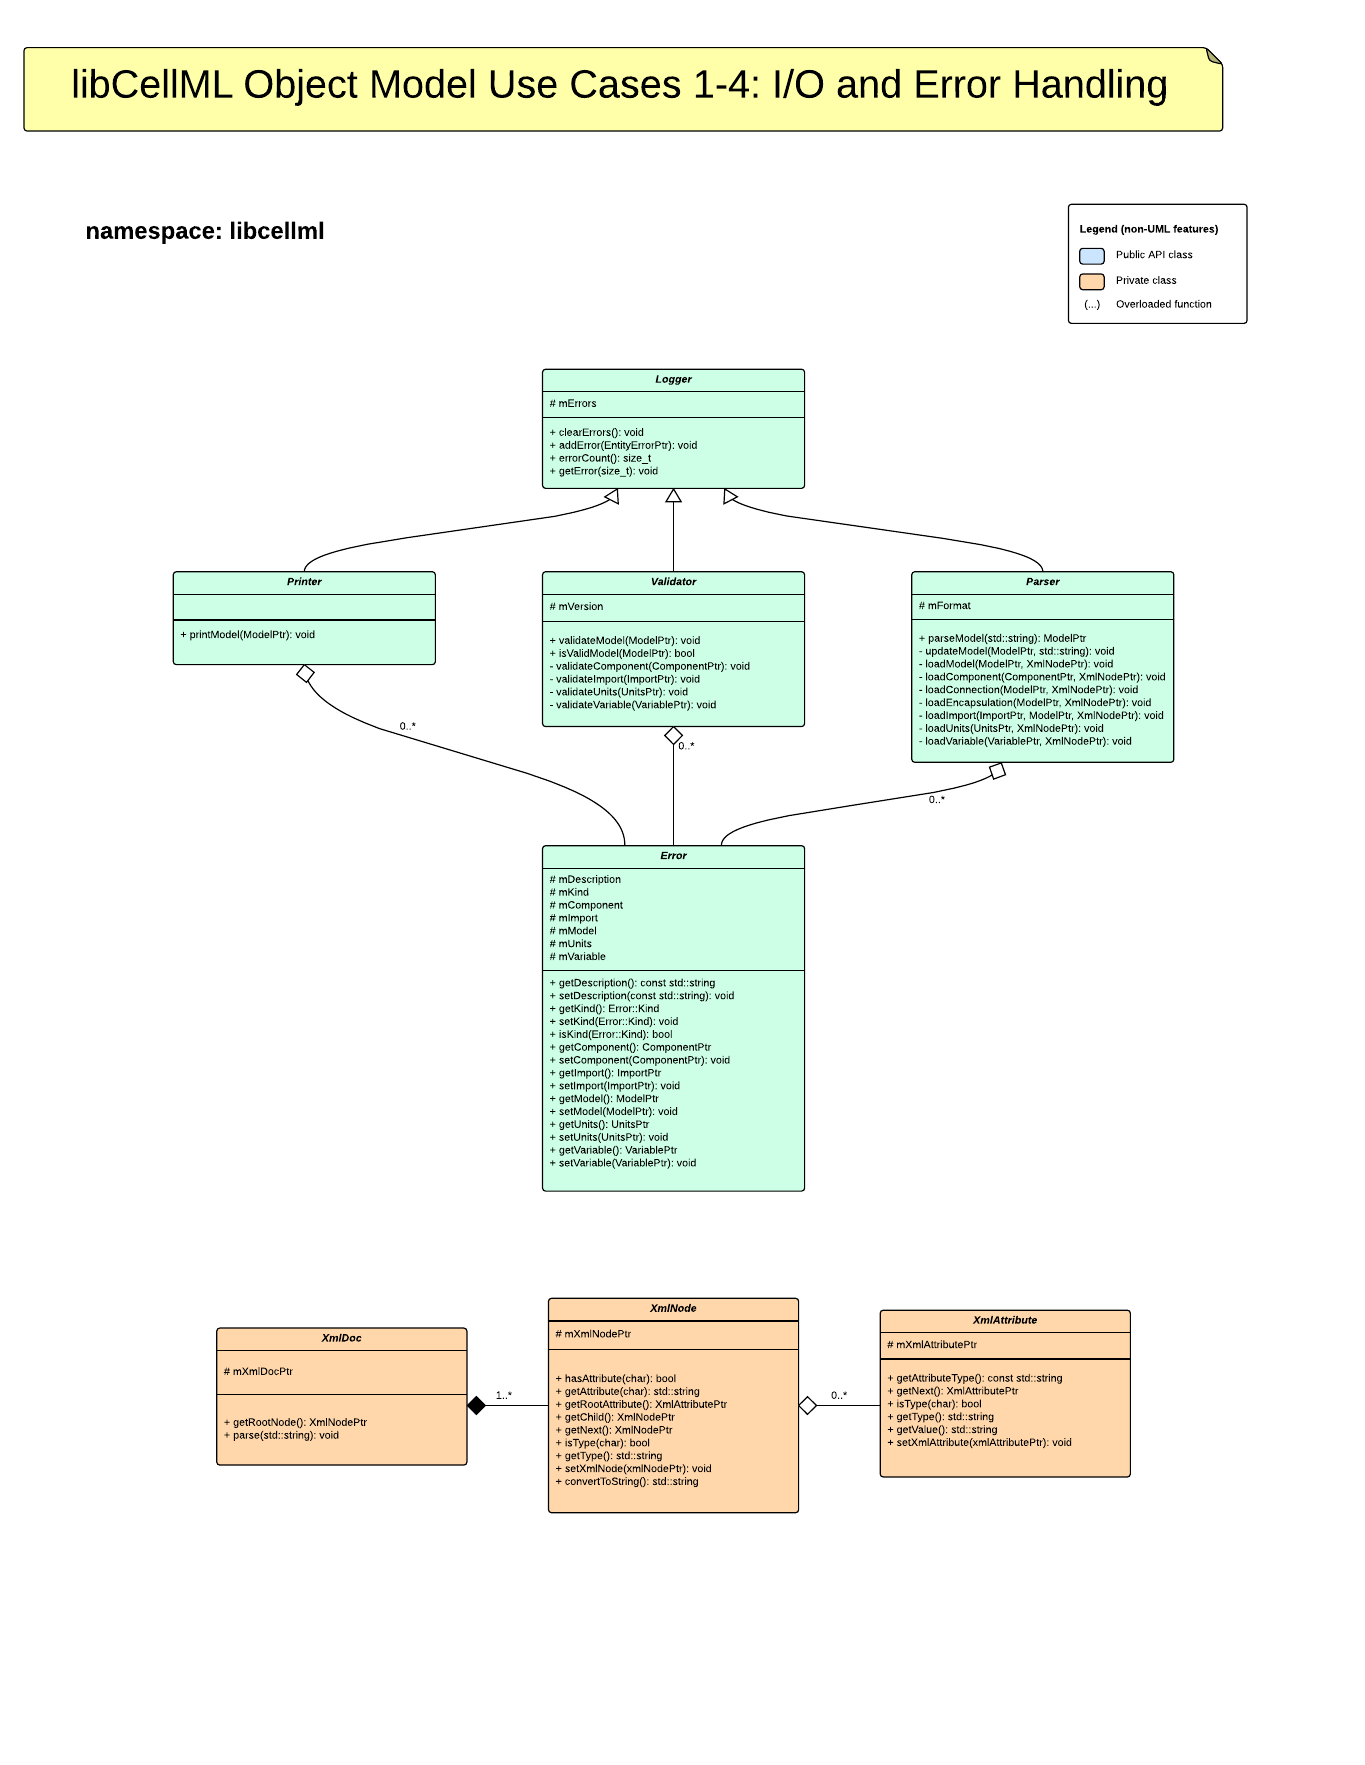 libCellML Object Model Use Cases 1-4: I/O and Error Handling
namespace: libcellml
Legend (non-UML features)
Public API class
Private class
(...) Overloaded function
Logger
# mErrors
+ clearErrors(): void
+ addError(EntityErrorPtr): void
+ errorCount(): size_t
+ getError(size_t): void
Printer
+ printModel(ModelPtr): void
Validator
# mVersion
+ validateModel(ModelPtr): void
+ isValidModel(ModelPtr): bool
- validateComponent(ComponentPtr): void
- validateImport(ImportPtr): void
- validateUnits(UnitsPtr): void
- validateVariable(VariablePtr): void
Parser
# mFormat
+ parseModel(std::string): ModelPtr
- updateModel(ModelPtr, std::string): void
- loadModel(ModelPtr, XmlNodePtr): void
- loadComponent(ComponentPtr, XmlNodePtr): void
- loadConnection(ModelPtr, XmlNodePtr): void
- loadEncapsulation(ModelPtr, XmlNodePtr): void
- loadImport(ImportPtr, ModelPtr, XmlNodePtr): void
- loadUnits(UnitsPtr, XmlNodePtr): void
- loadVariable(VariablePtr, XmlNodePtr): void
0..*
0..*
0..*
Error
# mDescription
# mKind
# mComponent
# mImport
# mModel
# mUnits
# mVariable
+ getDescription(): const std::string
+ setDescription(const std::string): void
+ getKind(): Error::Kind
+ setKind(Error::Kind): void
+ isKind(Error::Kind): bool
+ getComponent(): ComponentPtr
+ setComponent(ComponentPtr): void
+ getImport(): ImportPtr
+ setImport(ImportPtr): void
+ getModel(): ModelPtr
+ setModel(ModelPtr): void
+ getUnits(): UnitsPtr
+ setUnits(UnitsPtr): void
+ getVariable(): VariablePtr
+ setVariable(VariablePtr): void
XmlDoc
# mXmlDocPtr
+ getRootNode(): XmlNodePtr
+ parse(std::string): void
1..*
XmlNode
# mXmlNodePtr
+ hasAttribute(char): bool
+ getAttribute(char): std::string
+ getRootAttribute(): XmlAttributePtr
+ getChild(): XmlNodePtr
+ getNext(): XmlNodePtr
+ isType(char): bool
+ getType(): std::string
+ setXmlNode(xmlNodePtr): void
+ convertToString(): std::string
0..*
XmlAttribute
# mXmlAttributePtr
+ getAttributeType(): const std::string
+ getNext(): XmlAttributePtr
+ isType(char): bool
+ getType(): std::string
+ getValue(): std::string
+ setXmlAttribute(xmlAttributePtr): void